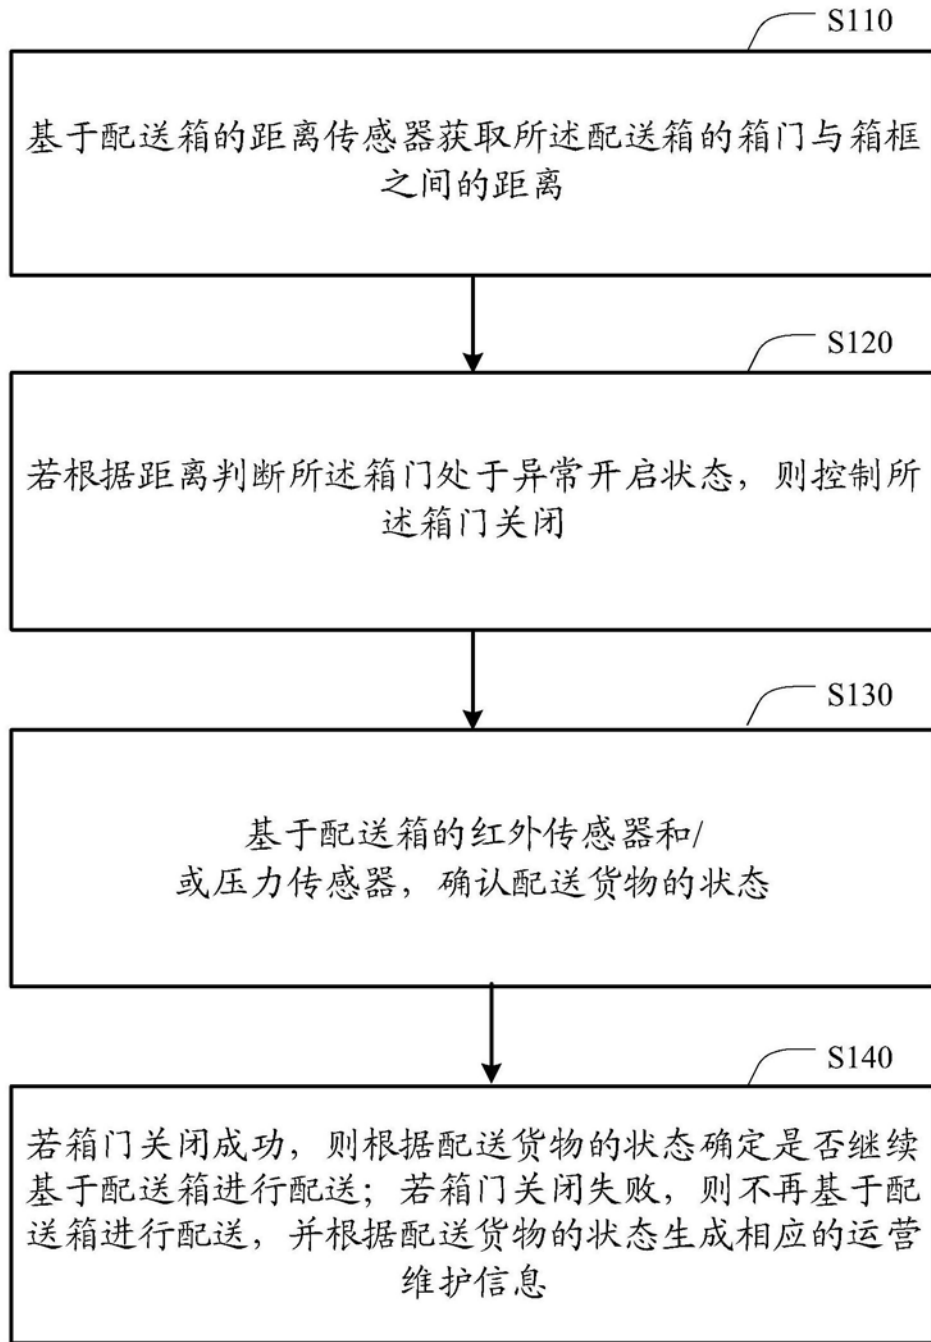 S110
基于配送箱的距离传感器获取所述配送箱的箱门与箱框
之间的距离
S120
若根据距离判断所述箱门处于异常开启状态，则控制所
述箱门关闭
S130
基于配送箱的红外传感器和/
或压力传感器，确认配送货物的状态
S140
若箱门关闭成功，则根据配送货物的状态确定是否继续
基于配送箱进行配送；若箱门关闭失败，则不再基于配
送箱进行配送，并根据配送货物的状态生成相应的运营
维护信息